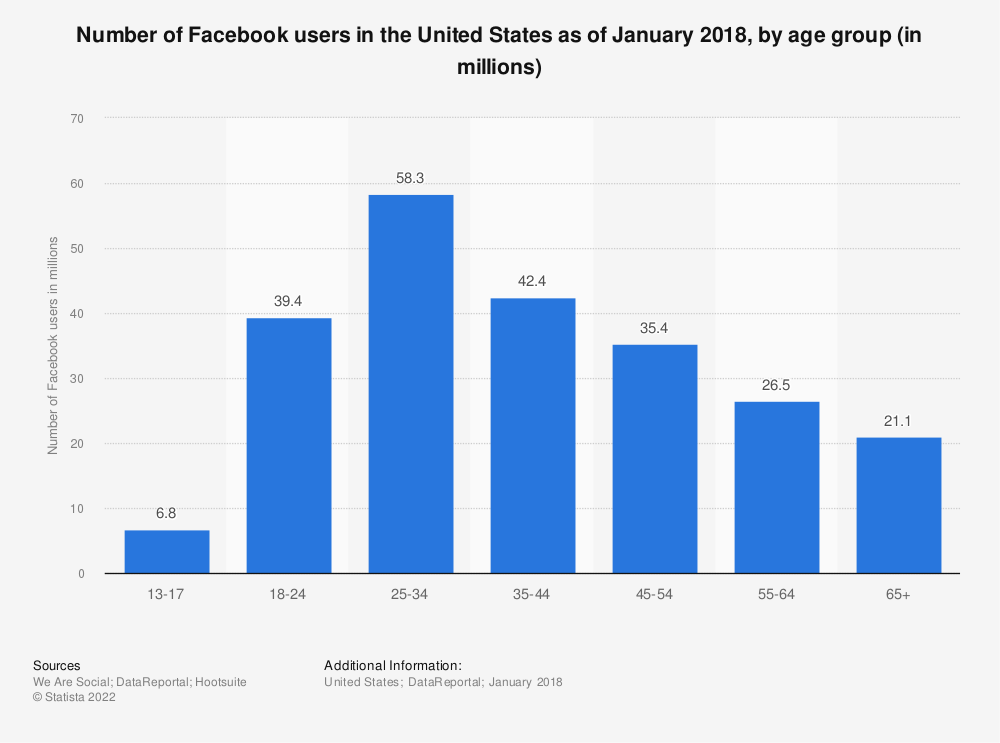 Number of Facebook users in the United States as of January 2018, by age group (in
millions)
Number of Facebook users in millions
70
60
50
40
30
20
10
0
6.8
39.4
58.3
42.4
35.4
26.5
21.1
13-17
18-24
25-34
35-44
45-54
55-64
65+
Sources
We Are Social; DataReportal; Hootsuite
© Statista 2022
Additional Information:
United States; DataReportal; January 2018